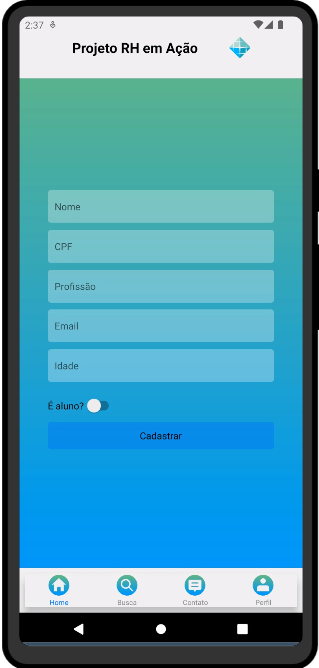 2:37
Projeto RH em Ação
Nome
CPF
Profissão
Email
Idade
É aluno?
Cadastrar
Home Busca Contato Perfil